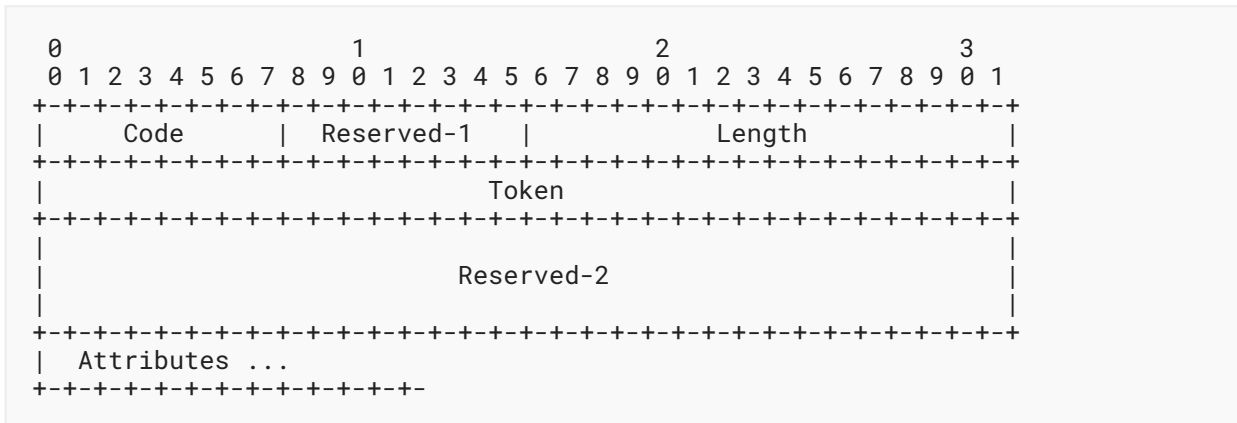 0                   1                   2                   3
 0 1 2 3 4 5 6 7 8 9 0 1 2 3 4 5 6 7 8 9 0 1 2 3 4 5 6 7 8 9 0 1
+-+-+-+-+-+-+-+-+-+-+-+-+-+-+-+-+-+-+-+-+-+-+-+-+-+-+-+-+-+-+-+-+
|     Code      |  Reserved-1   |            Length             |
+-+-+-+-+-+-+-+-+-+-+-+-+-+-+-+-+-+-+-+-+-+-+-+-+-+-+-+-+-+-+-+-+
|                             Token                             |
+-+-+-+-+-+-+-+-+-+-+-+-+-+-+-+-+-+-+-+-+-+-+-+-+-+-+-+-+-+-+-+-+
|                                                               |
|                           Reserved-2                          |
|                                                               |
+-+-+-+-+-+-+-+-+-+-+-+-+-+-+-+-+-+-+-+-+-+-+-+-+-+-+-+-+-+-+-+-+
|  Attributes ...
+-+-+-+-+-+-+-+-+-+-+-+-+-